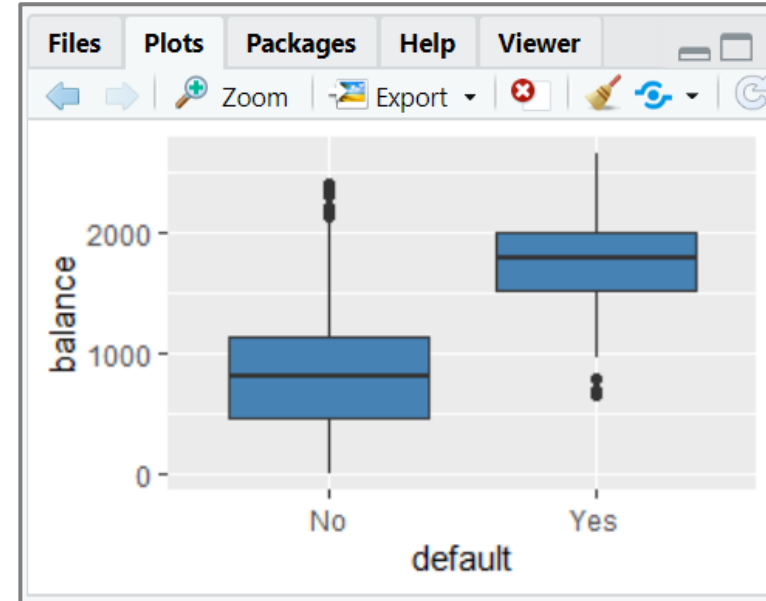 Files Plots Packages Help Viewer
Zoom Export
2000
1000
0
balance
No Yes
default